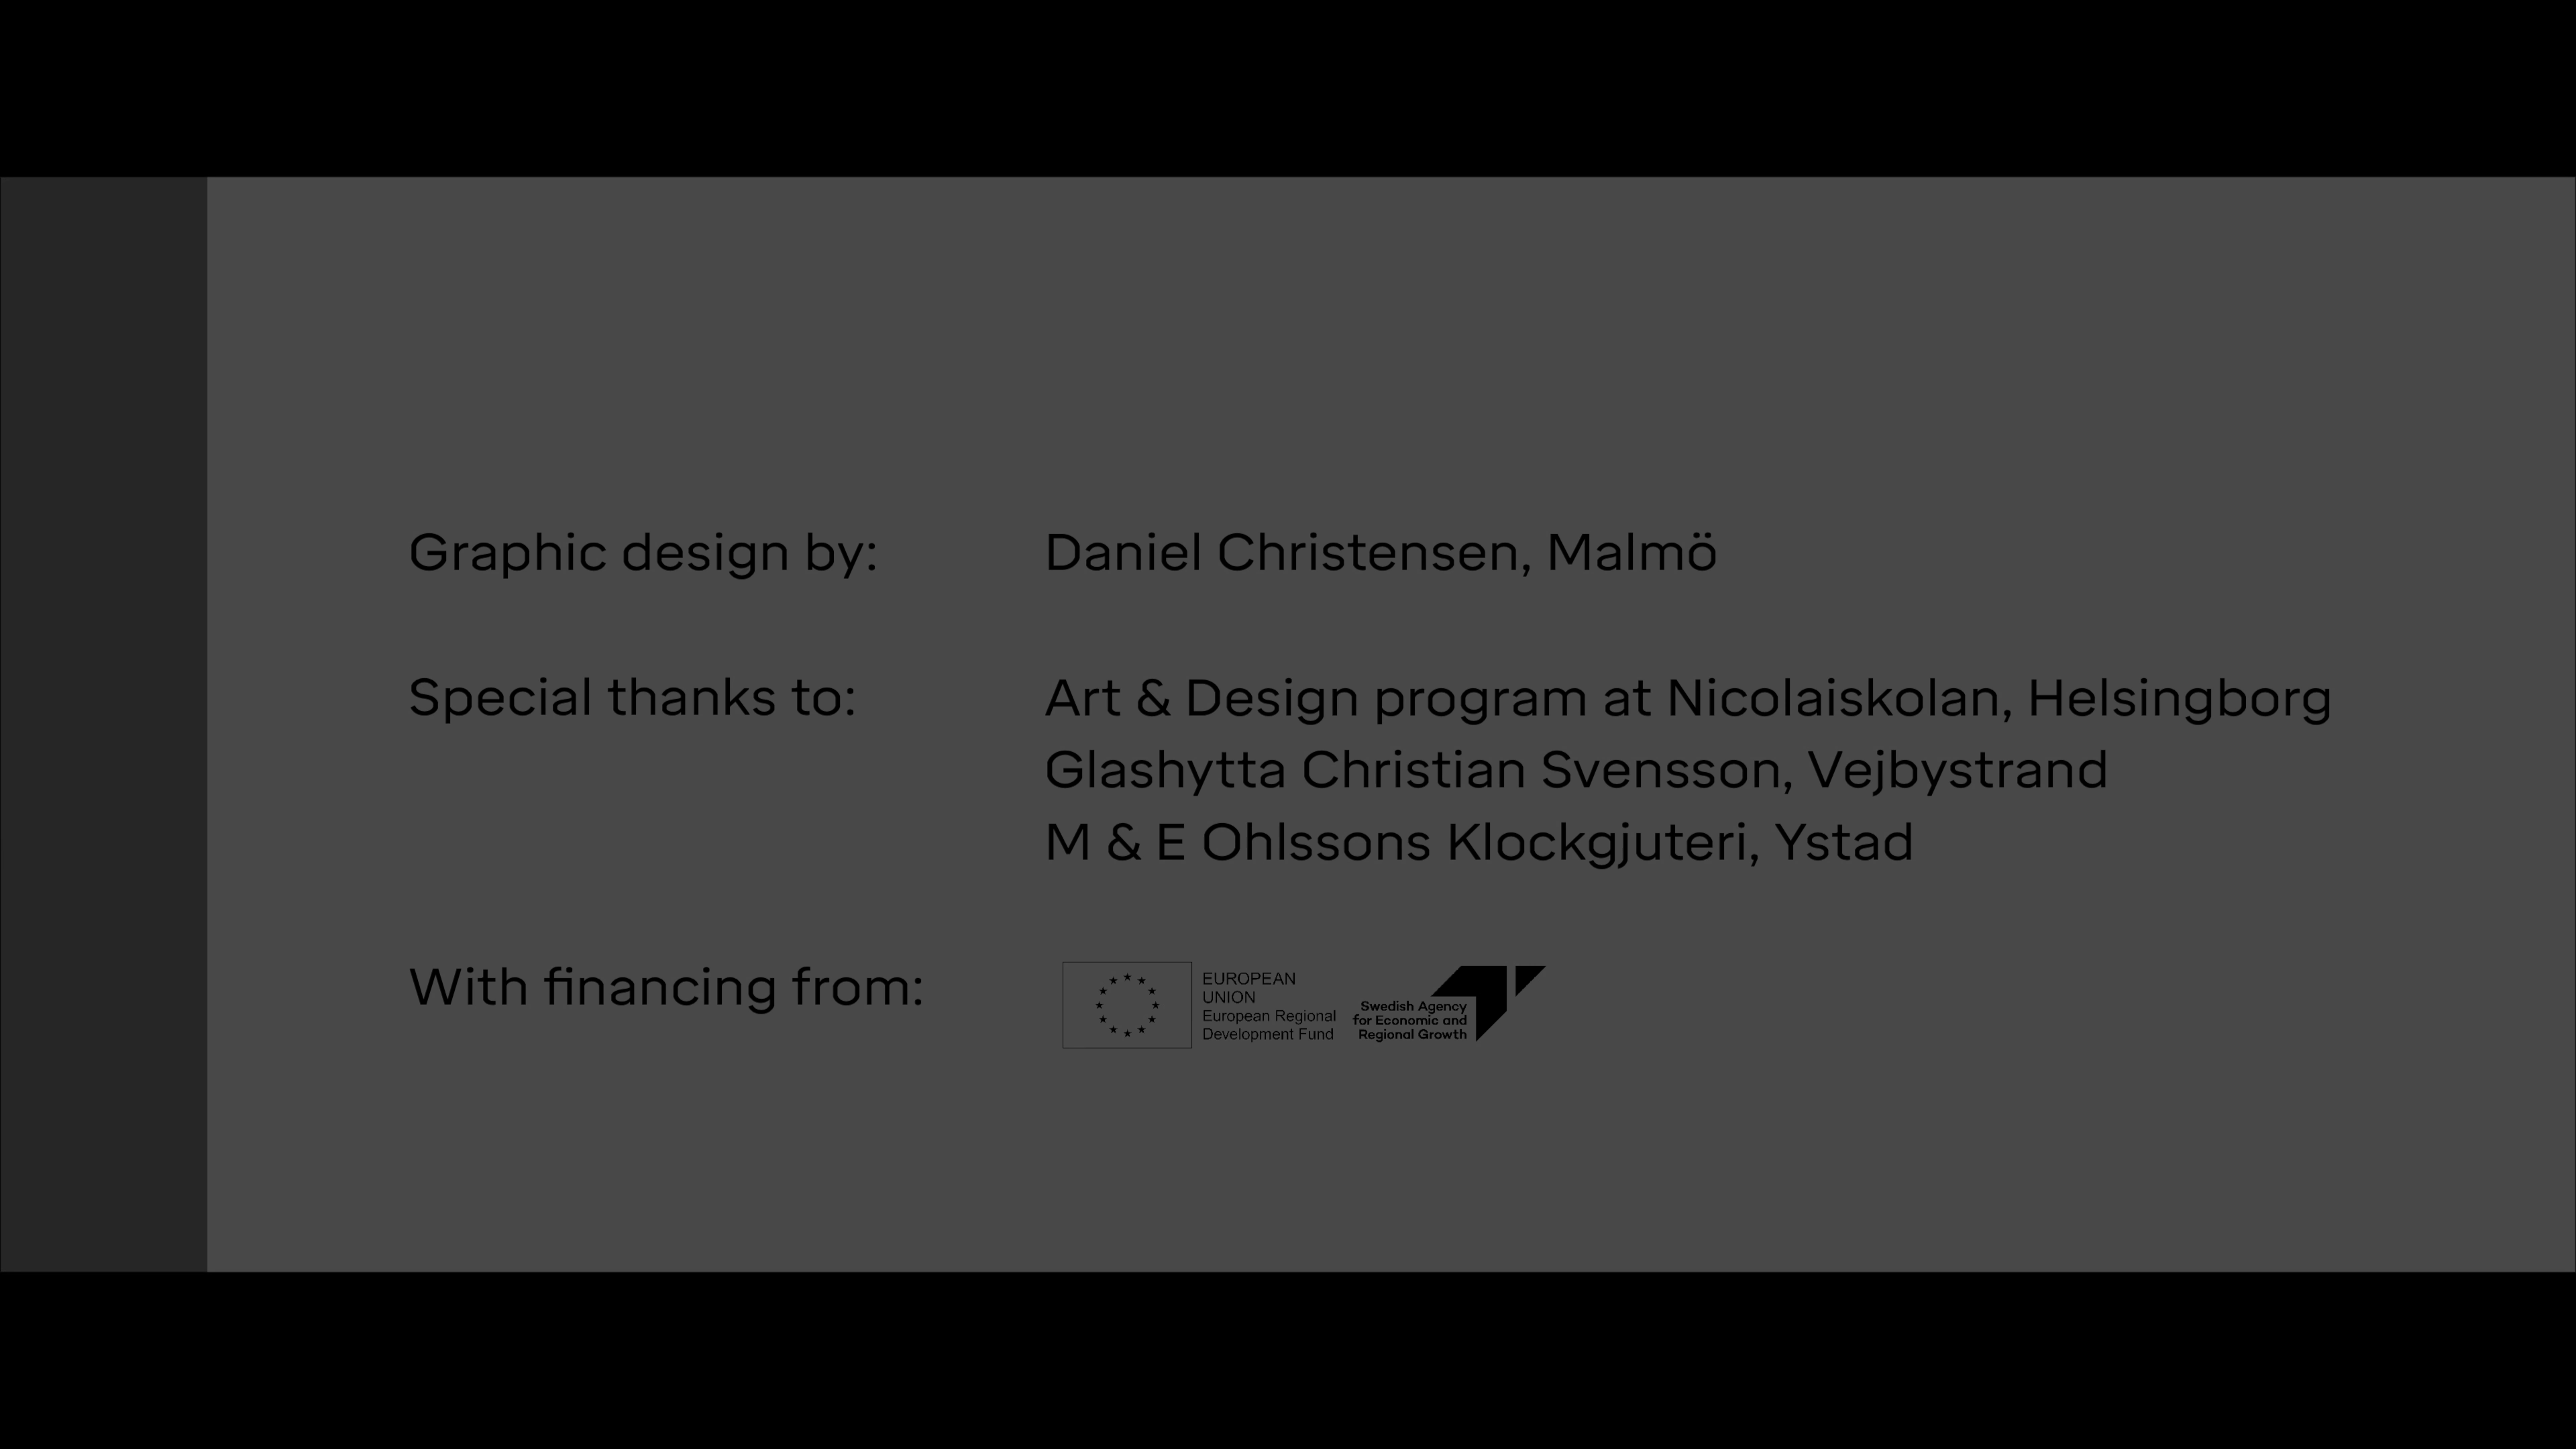 Graphic design by: Daniel Christensen, Malmö
Special thanks to: Art & Design program at Nicolaiskolan, Helsingborg
Glashytta Christian Svensson, Vejbystrand
M & E Ohlssons Klockgjuteri, Ystad
With financing from:
EUROPEAN
UNION
European Regional
Development Fund
Swedish Agency
for Economic and
Regional Growth